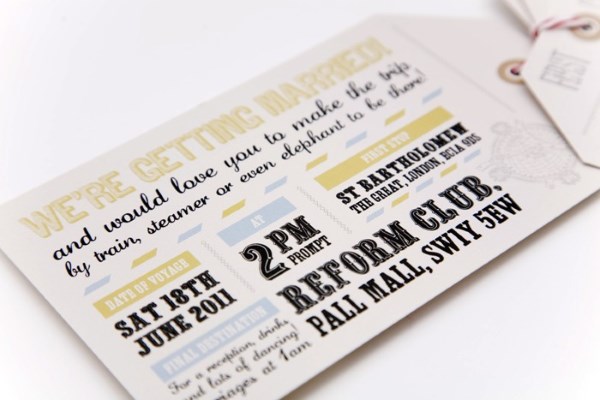 WE'RE GETTING MARRIED!
and would love you to make the trip
by train, steamer or even elephant to be there!
DATE OF VOYAGE
SAT 18TH
JUNE 2011
AT
2PM
PROMPT
FIRST STOP
ST BARTHOLOMEW
THE GREAT, LONDON, EC1A 9DS
FINAL DESTINATION
For a reception, drinks
and lots of dancing!
at 1am
REFORM CLUB,
PALL MALL, SW1Y 5EW